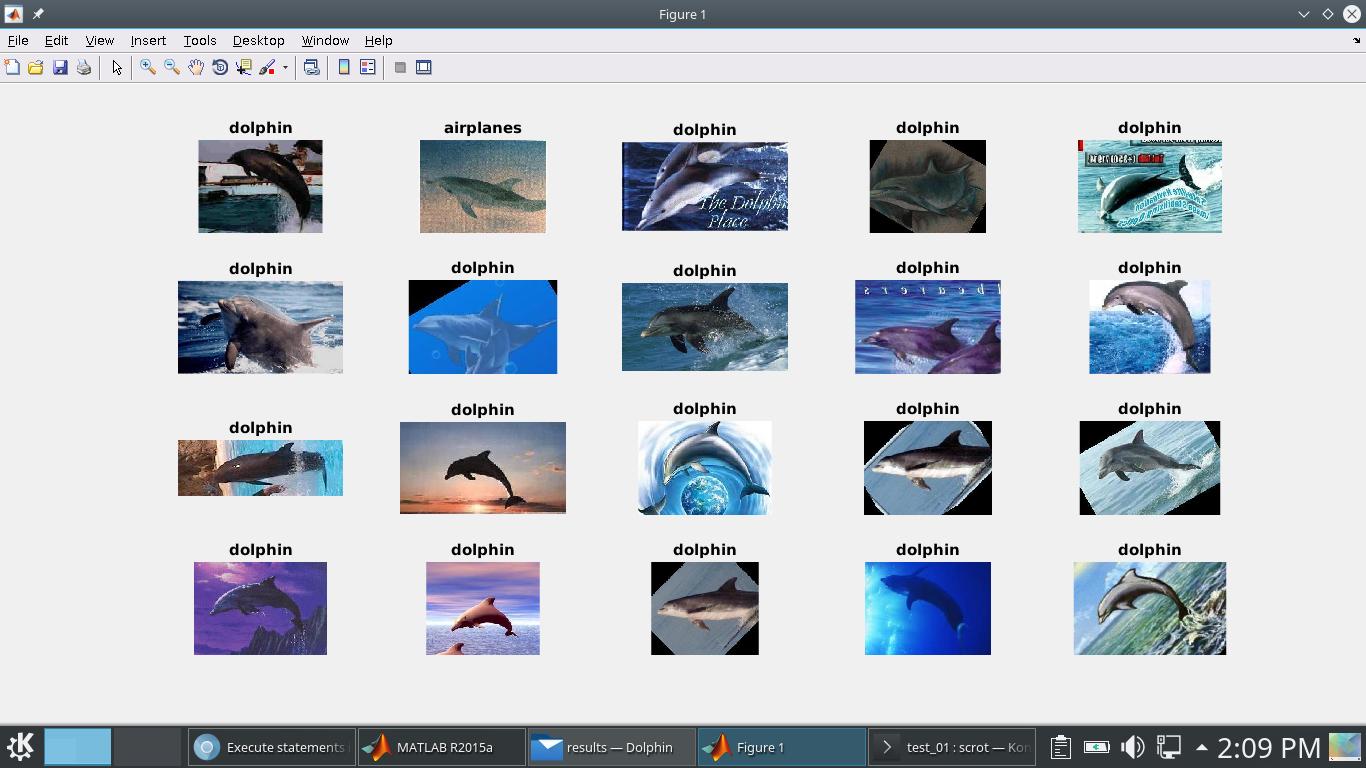 Figure 1
File Edit View Insert Tools Desktop Window Help
dolphin airplanes dolphin dolphin dolphin
The Dolphin
Place
dolphin dolphin dolphin dolphin dolphin
dolphin dolphin dolphin dolphin dolphin
dolphin dolphin dolphin dolphin dolphin
Execute statements MATLAB R2015a results — Dolphin Figure 1 test_01 : scrot — Kon 2:09 PM